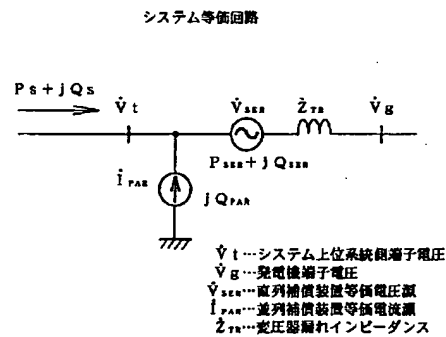 システム等価回路
Ps+jQs
V̇t
V̇SER
ŻTR
V̇g
PSER+jQSER
İPAR
jQPAR
V̇t…システム上位系統側端子電圧
V̇g…発電機端子電圧
V̇SER…直列補償装置等価電圧源
İPAR…並列補償装置等価電流源
ŻTR…変圧器漏れインピーダンス